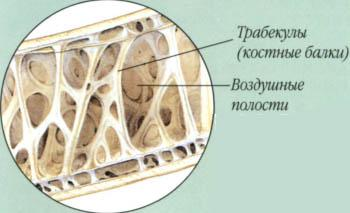 Трабекулы
(костные балки)
Воздушные
полости